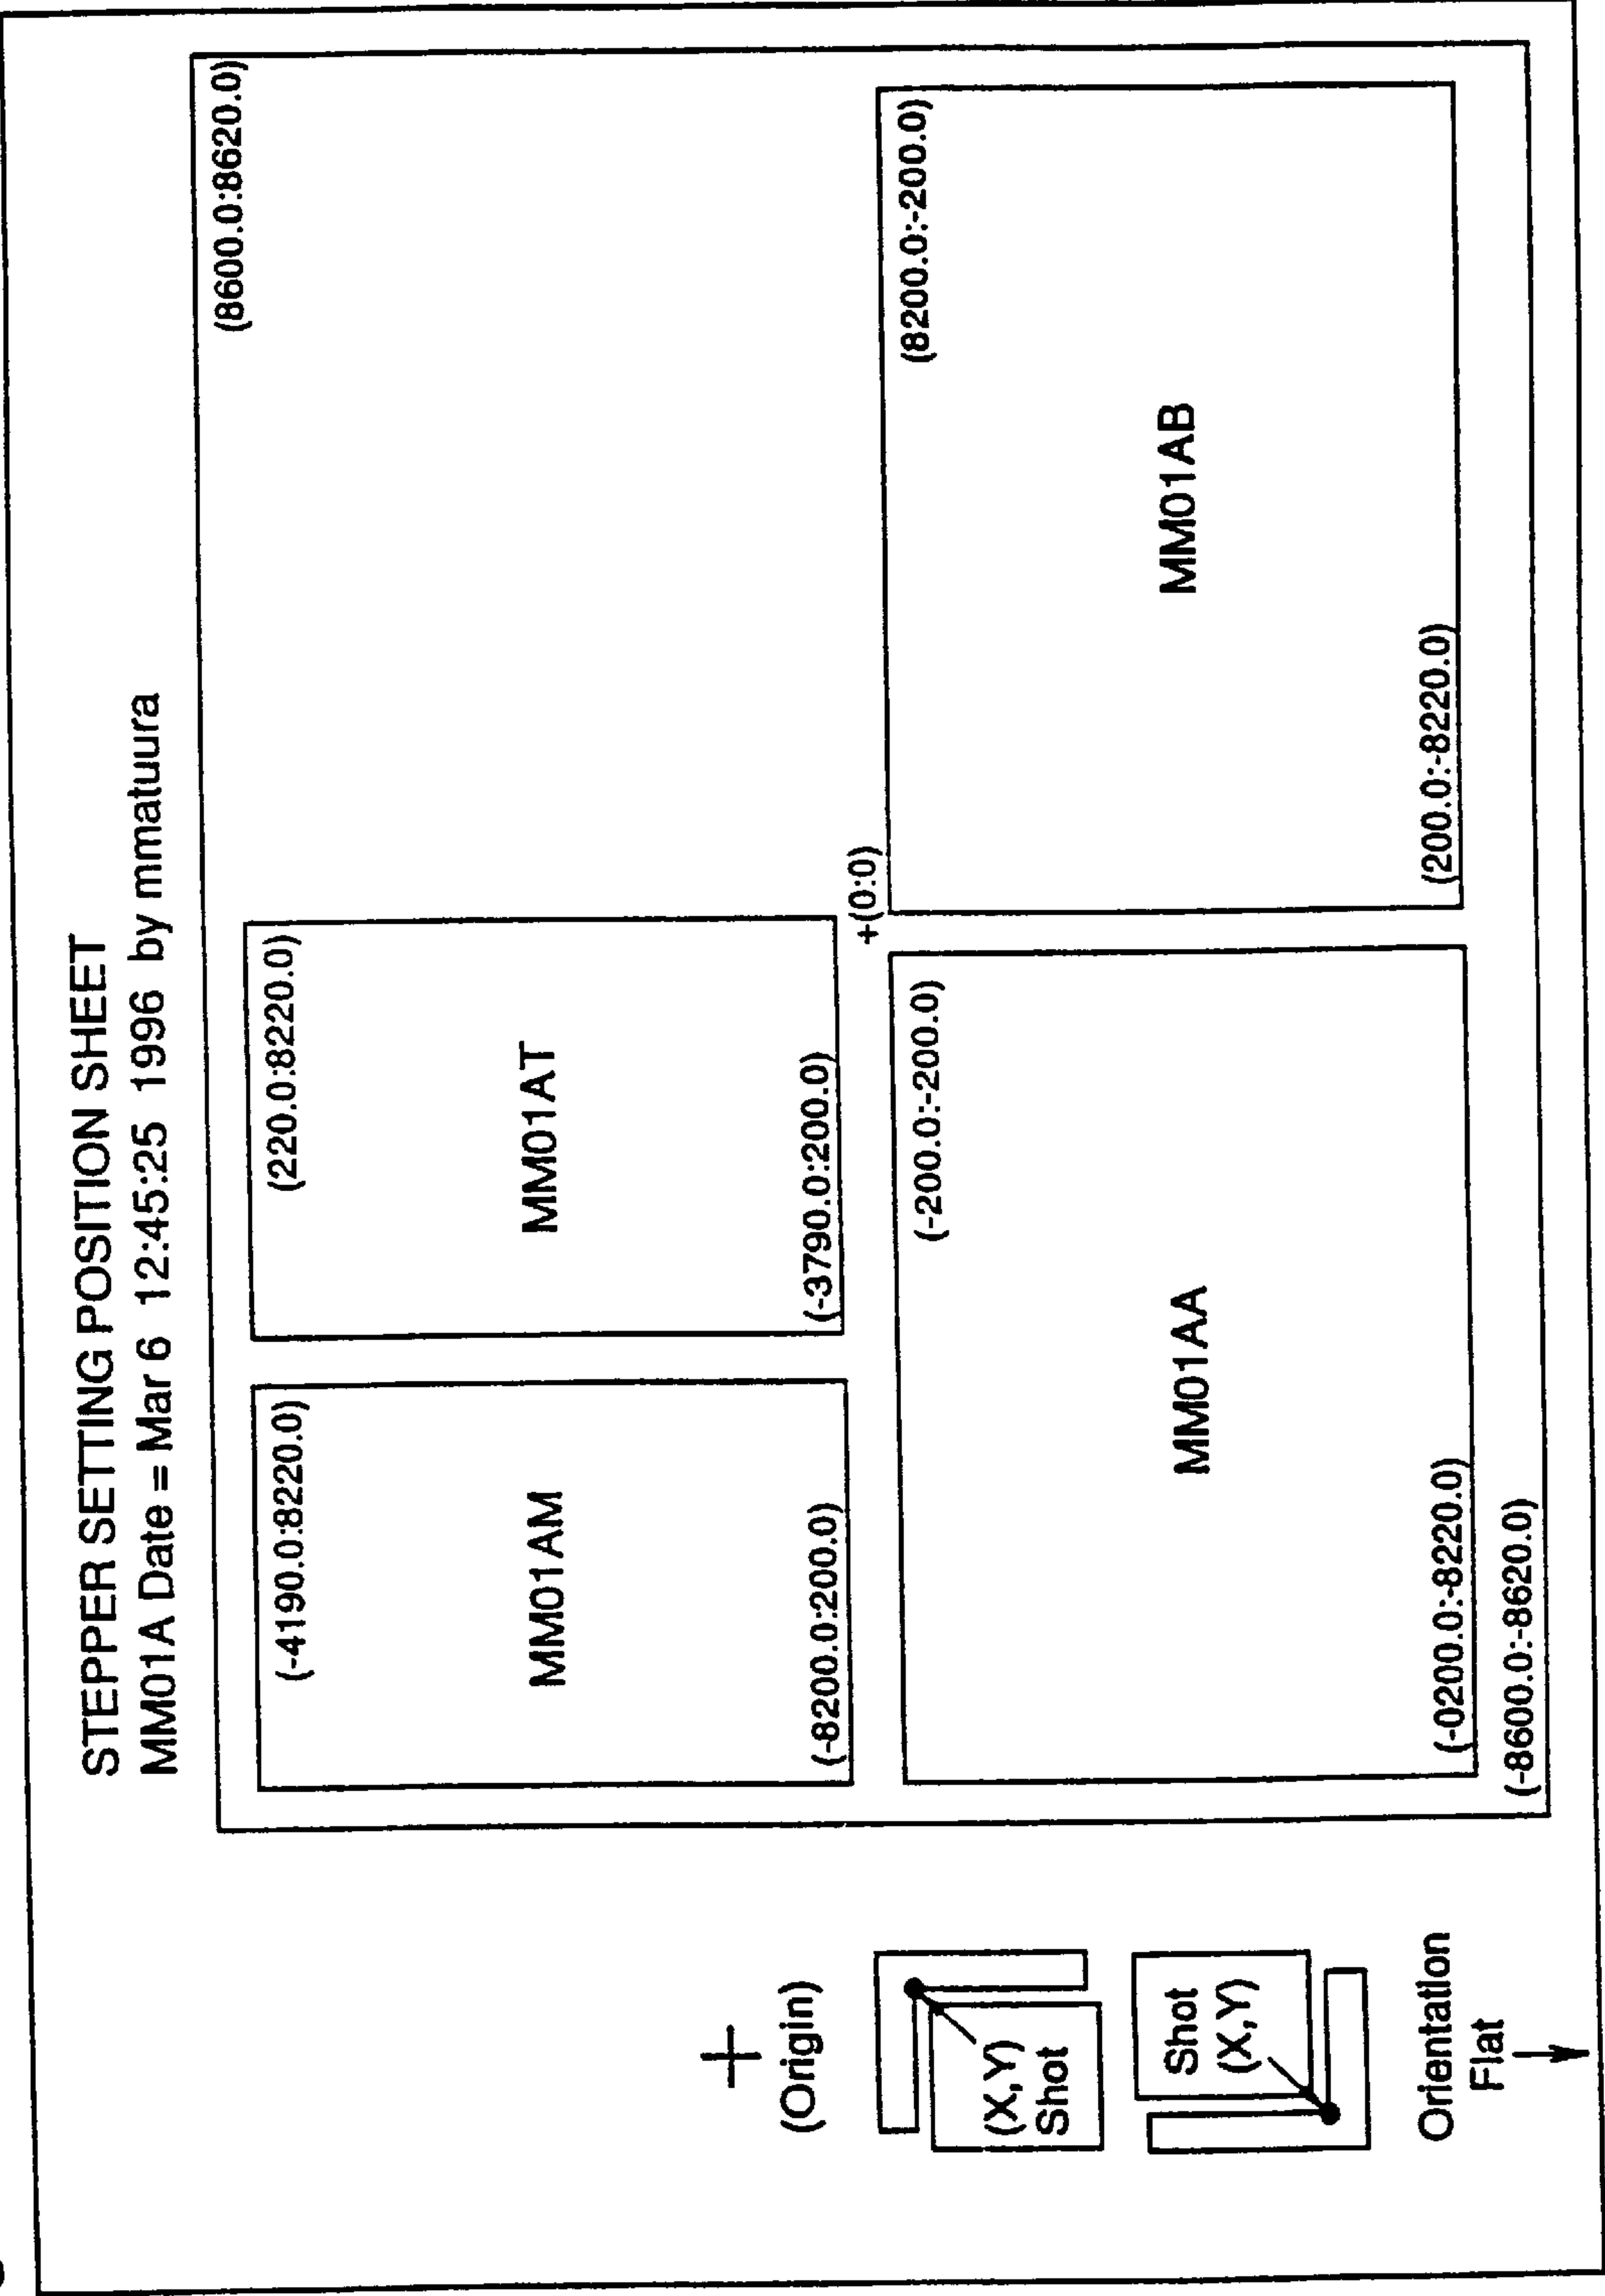 STEPPER SETTING POSITION SHEET
MM01A Date = Mar 6 12:45:25 1996 by mmatuura
(8600.0:8620.0)
(-4190.0:8220.0)
MM01AM
(-8200.0:200.0)
(220.0:8220.0)
MM01AT
(-3790.0:200.0)
+(0:0)
(-200.0:-200.0)
MM01AA
(-0200.0:-8220.0)
(8200.0:-200.0)
MM01AB
(200.0:-8220.0)
(-8600.0:-8620.0)
(Origin)
(X,Y)
Shot
Shot
(X,Y)
Orientation
Flat